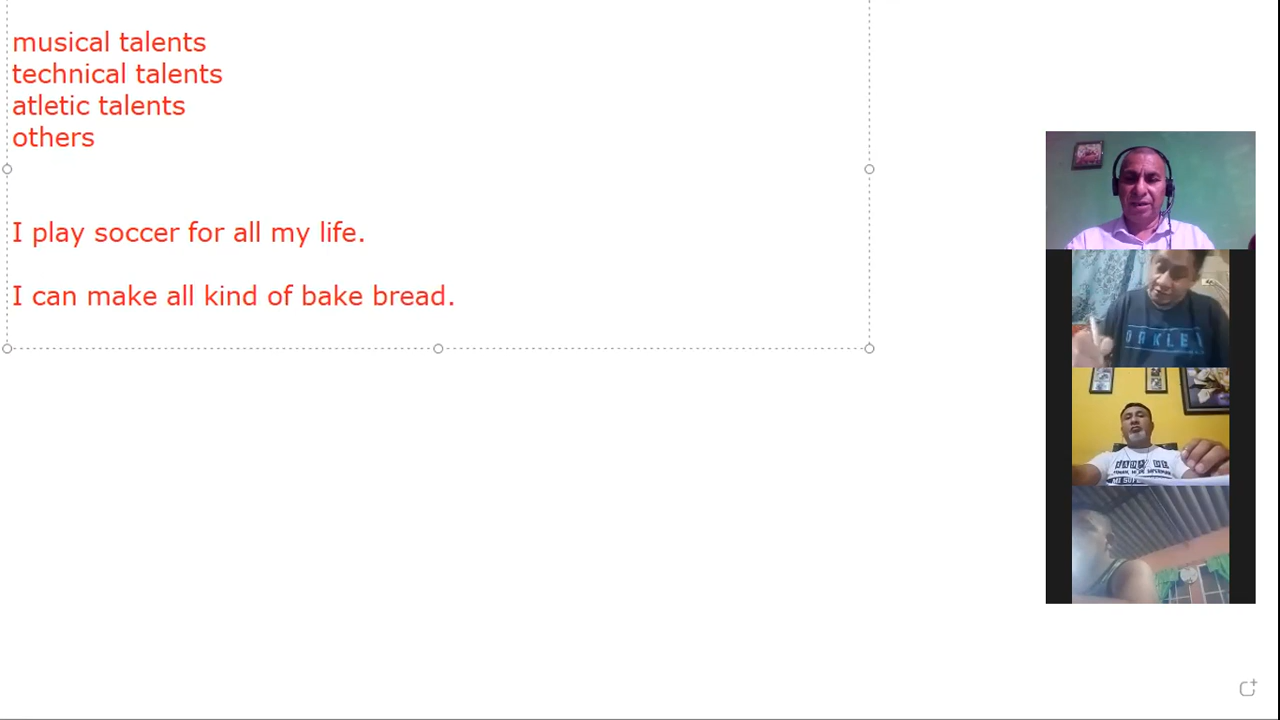 musical talents
technical talents
atletic talents
others
I play soccer for all my life.
I can make all kind of bake bread.
OAKLEY